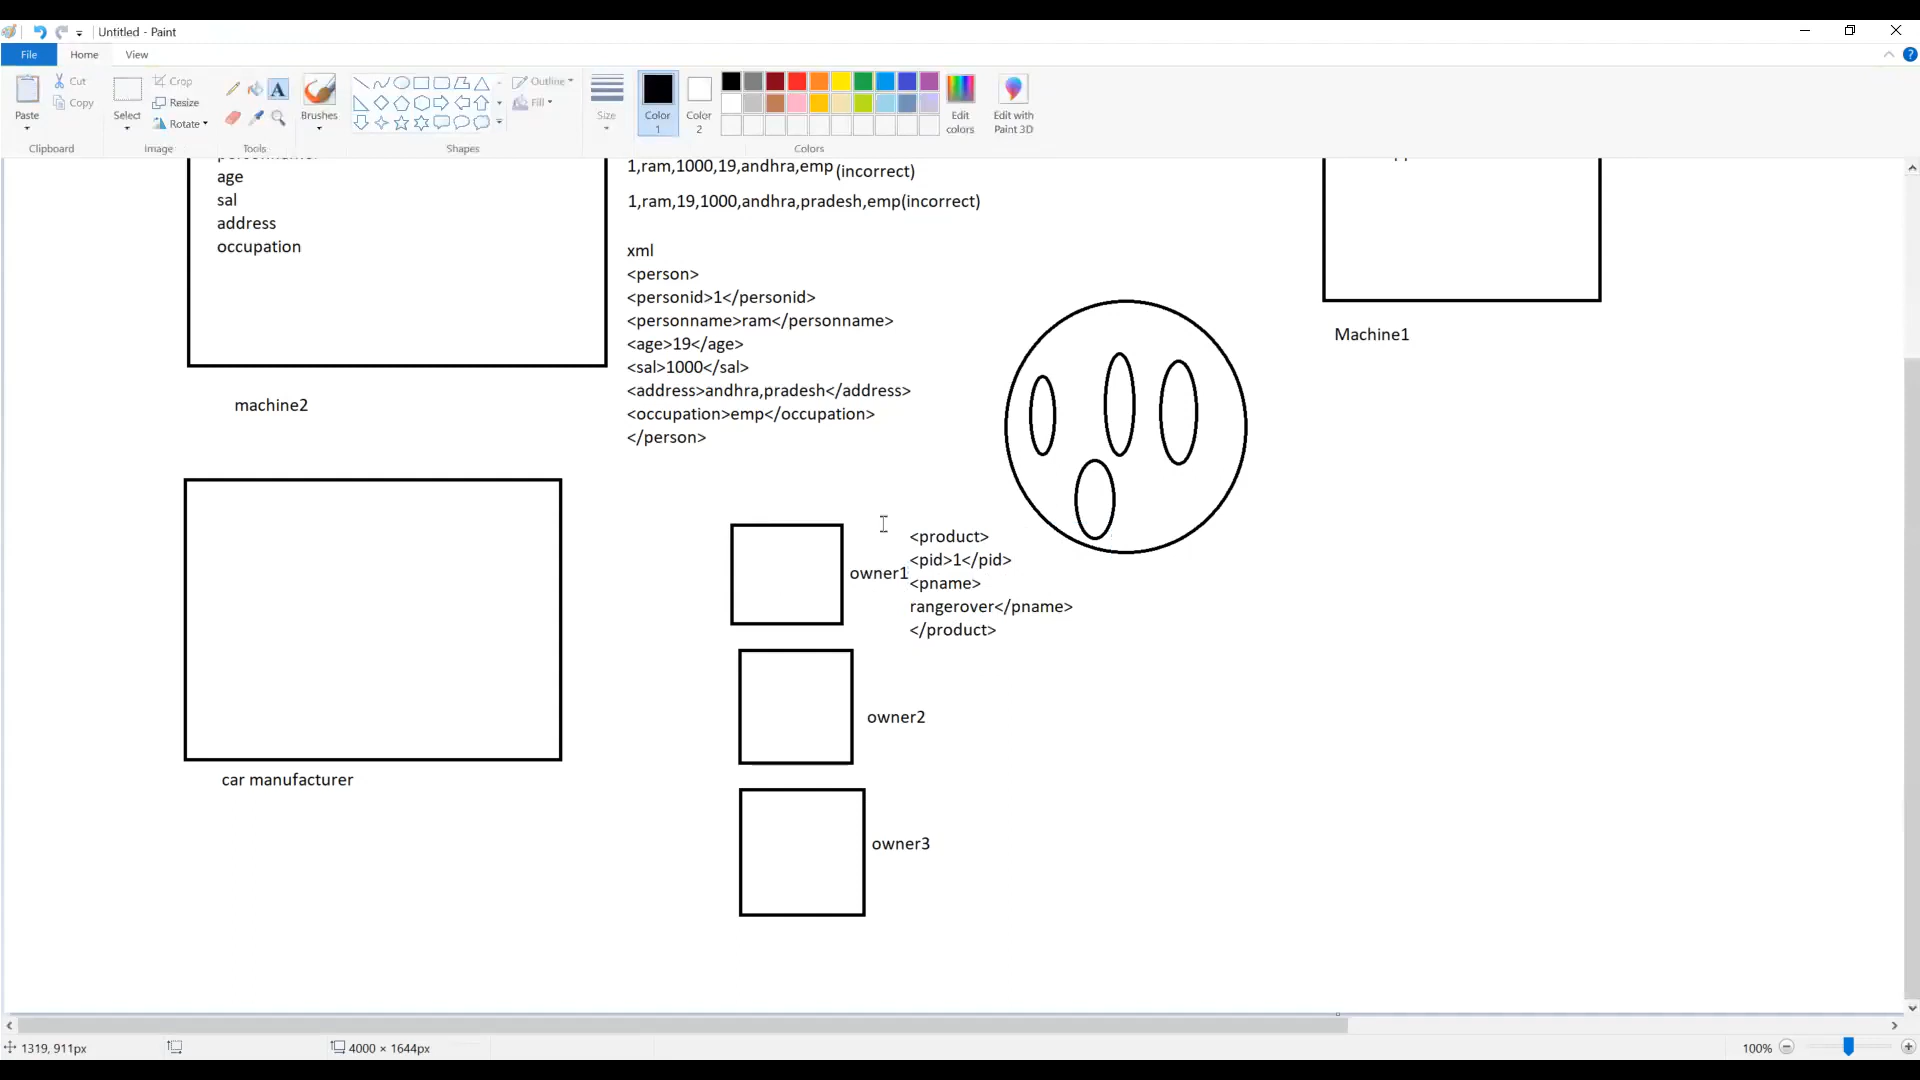 Untitled - Paint
File
Home
View
Cut
Copy
Paste
Clipboard
Select
Crop
Resize
Rotate
Image
A
Tools
Brushes
Shapes
Outline
Fill
Size
Color
1
Color
2
Colors
Edit
colors
Edit with
Paint 3D
age
sal
address
occupation
machine2
1,ram,1000,19,andhra,emp (incorrect)
1,ram,19,1000,andhra,pradesh,emp(incorrect)
xml
<person>
<personid>1</personid>
<personname>ram</personname>
<age>19</age>
<sal>1000</sal>
<address>andhra,pradesh</address>
<occupation>emp</occupation>
</person>
Machine1
car manufacturer
owner1
<product>
<pid>1</pid>
<pname>
rangerover</pname>
</product>
owner2
owner3
1319, 911px
4000 × 1644px
100%